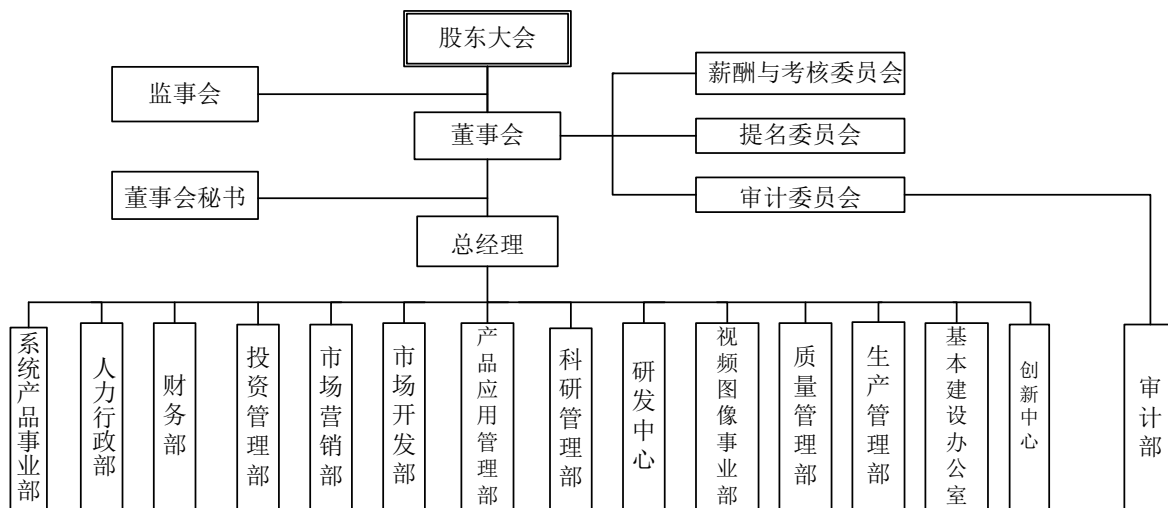 股东大会
薪酬与考核委员会
监事会
董事会
提名委员会
董事会秘书
审计委员会
总经理
系统产品事业部
人力行政部
财务部
投资管理部
市场营销部
市场开发部
产品应用管理部
科研管理部
研发中心
视频图像事业部
质量管理部
生产管理部
基本建设办公室
创新中心
审计部